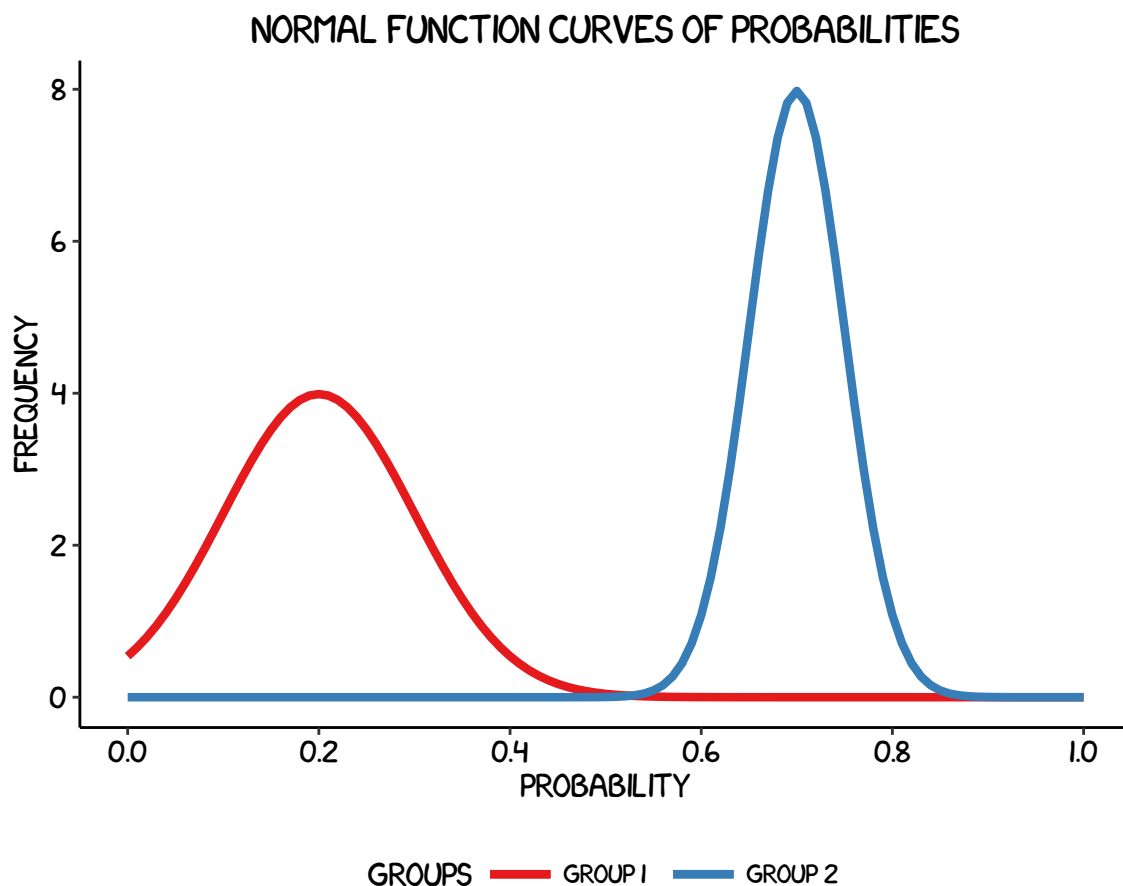 NORMAL FUNCTION CURVES OF PROBABILITIES
8
6
4
2
0
FREQUENCY
0.0 0.2 0.4 0.6 0.8 1.0
PROBABILITY
GROUPS GROUP 1 GROUP 2